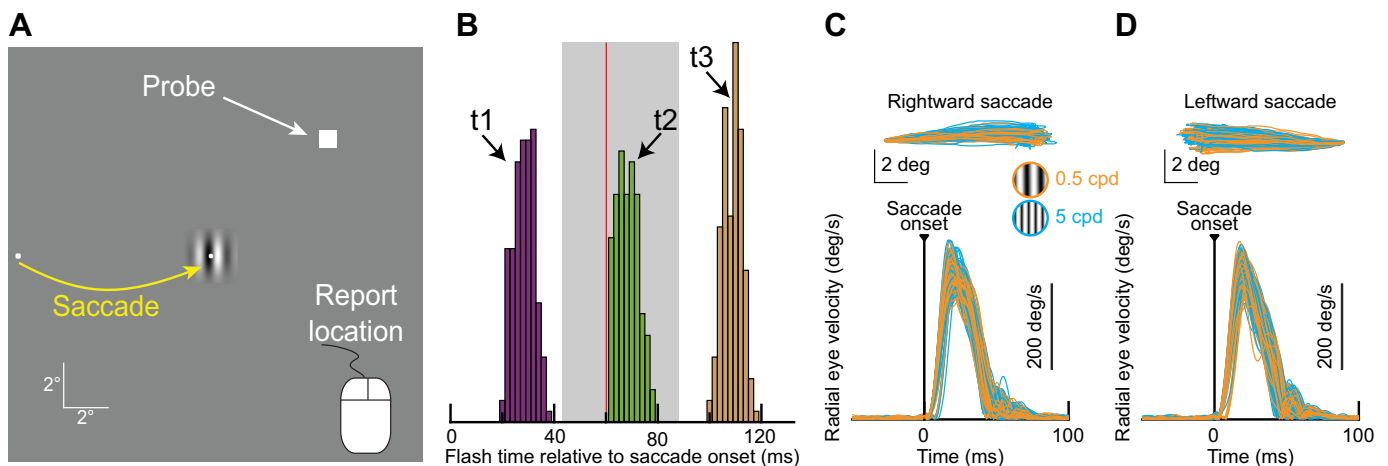 A
Probe
Saccade
Report
location
2°
2°
B
t1
t2
t3
0
40
80
120
Flash time relative to saccade onset (ms)
C
Rightward saccade
2 deg
0.5 cpd
5 cpd
Saccade
onset
Radial eye velocity (deg/s)
200 deg/s
0
100
Time (ms)
D
Leftward saccade
2 deg
Saccade
onset
Radial eye velocity (deg/s)
200 deg/s
0
100
Time (ms)